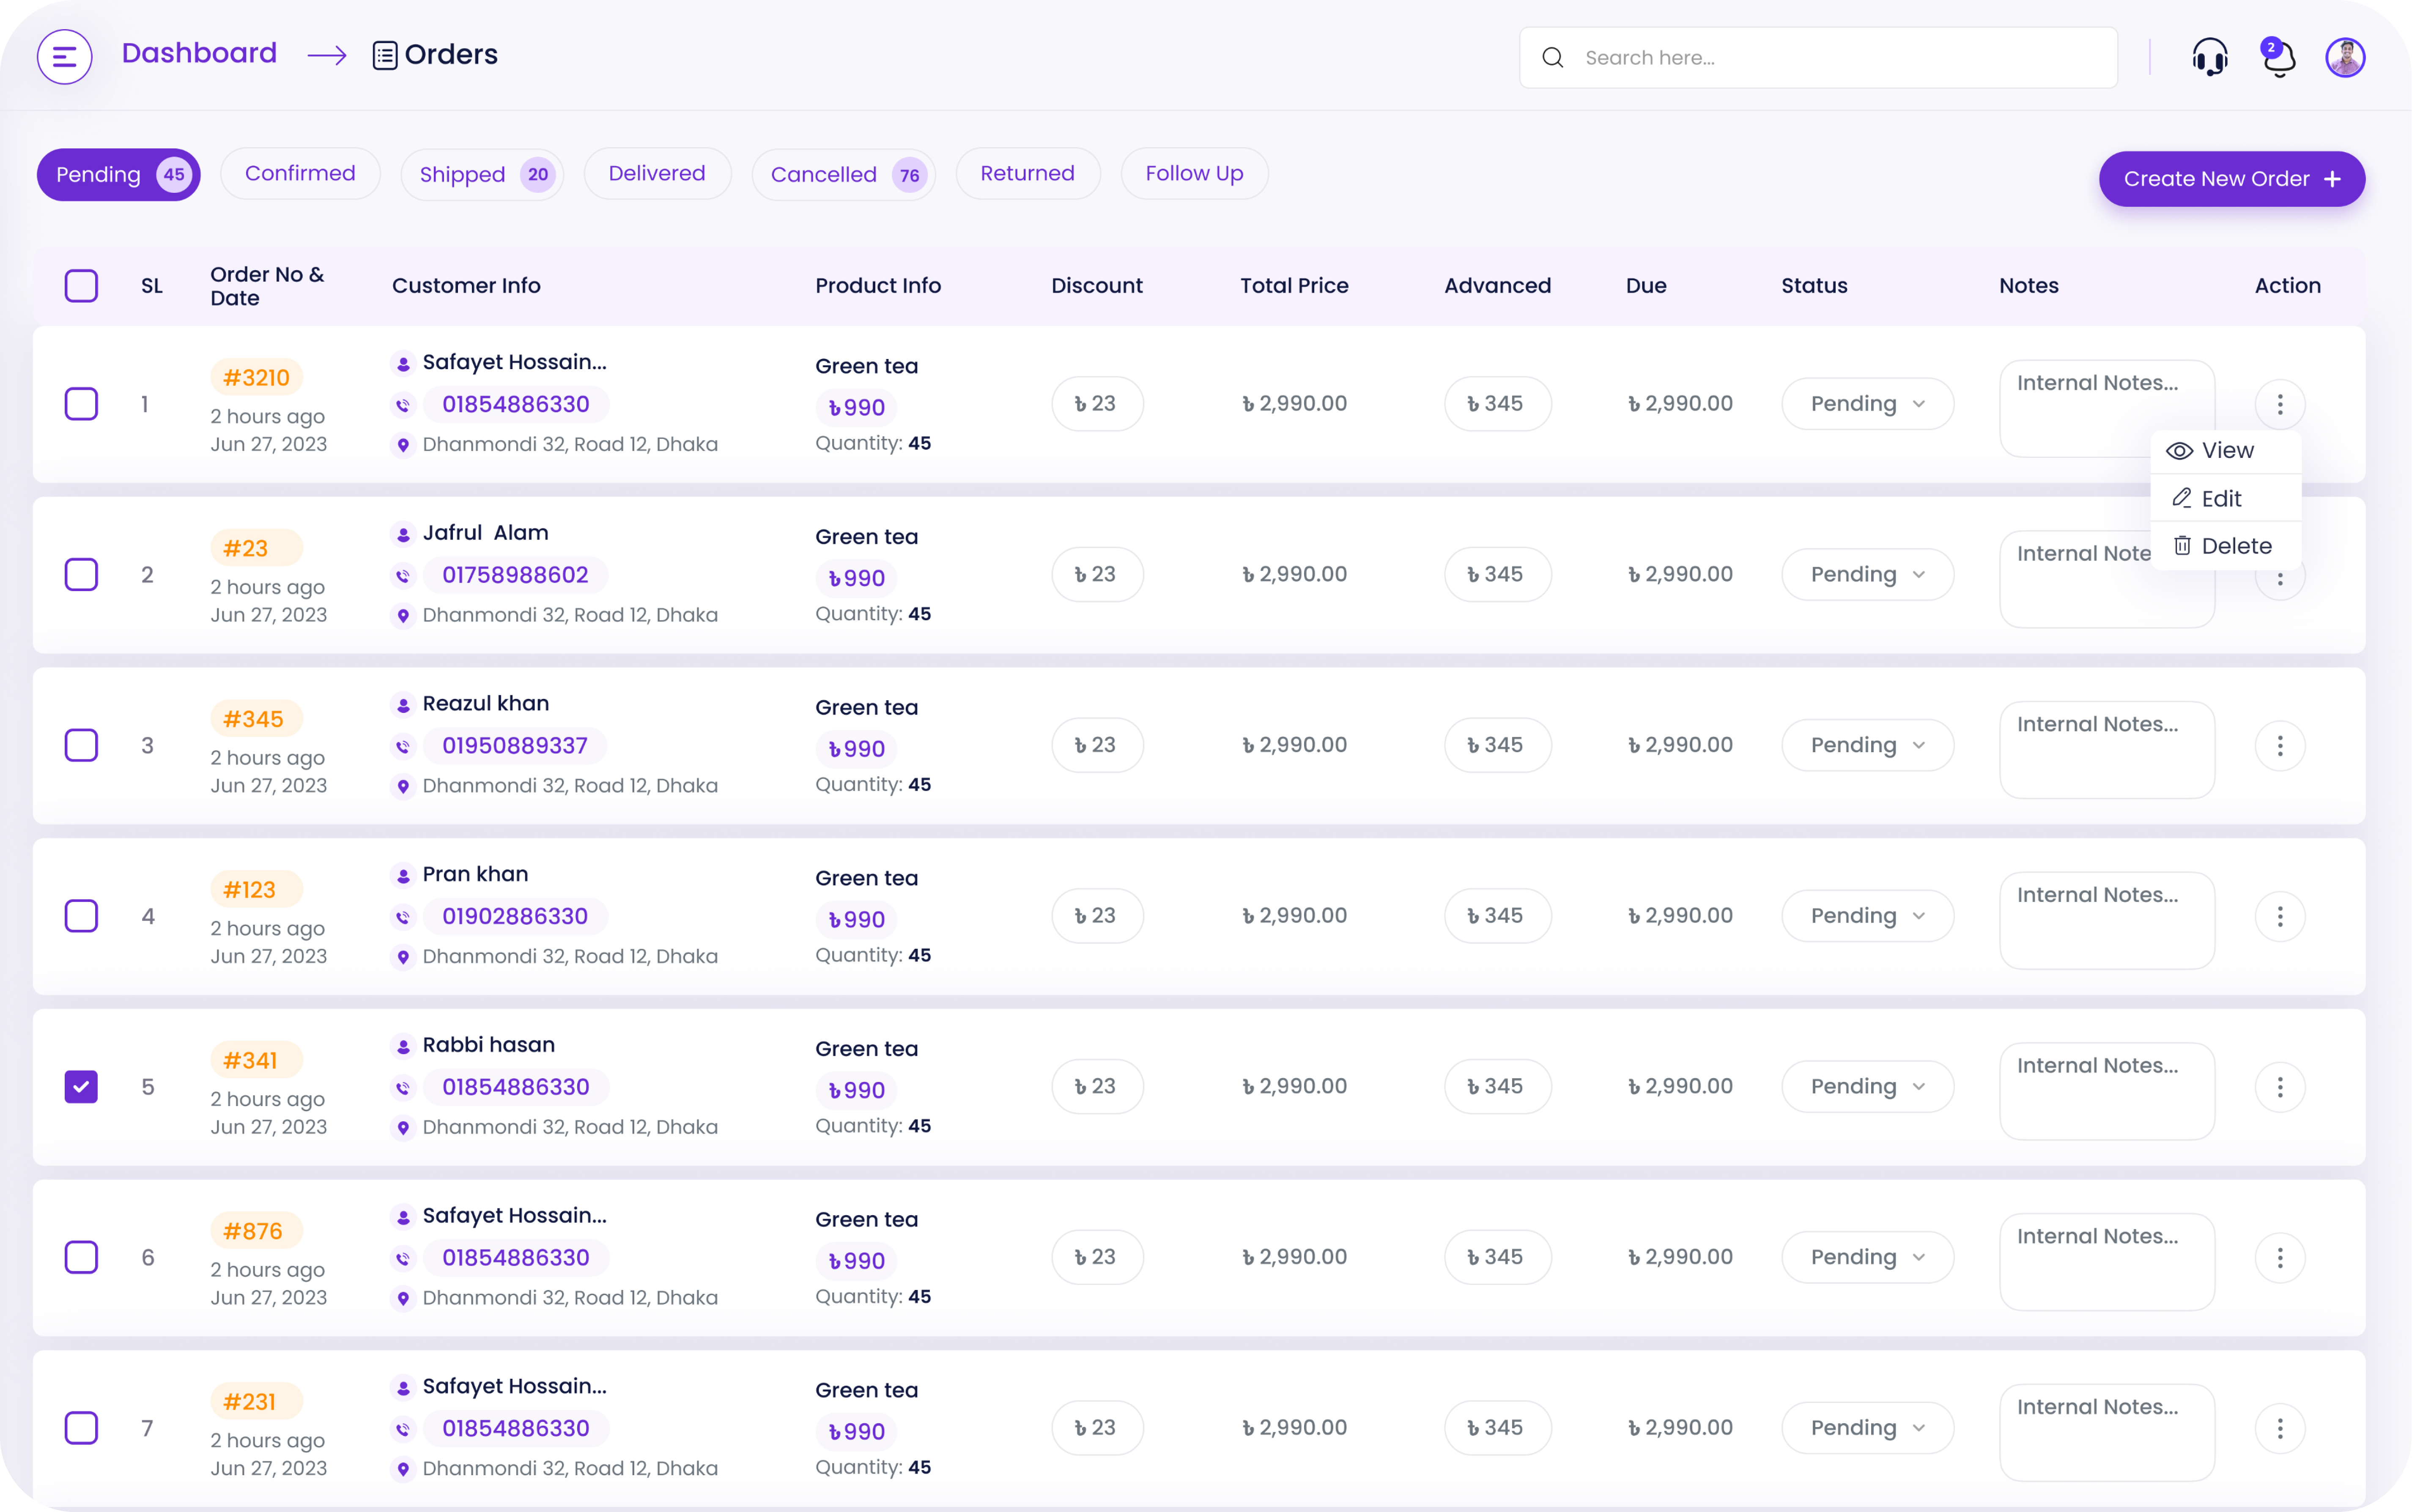 Dashboard Orders Search here... 2
Pending 45 Confirmed Shipped 20 Delivered Cancelled 76 Returned Follow Up Create New Order +
SL Order No & Date Customer Info Product Info Discount Total Price Advanced Due Status Notes Action
1
#3210
2 hours ago
Jun 27, 2023
Safayet Hossain...
01854886330
Dhanmondi 32, Road 12, Dhaka
Green tea
৳990
Quantity: 45
৳ 23
৳ 2,990.00
৳ 345
৳ 2,990.00
Pending
Internal Notes...
View
Edit
Delete
2
#23
2 hours ago
Jun 27, 2023
Jafrul Alam
01758988602
Dhanmondi 32, Road 12, Dhaka
Green tea
৳990
Quantity: 45
৳ 23
৳ 2,990.00
৳ 345
৳ 2,990.00
Pending
Internal Note
3
#345
2 hours ago
Jun 27, 2023
Reazul khan
01950889337
Dhanmondi 32, Road 12, Dhaka
Green tea
৳990
Quantity: 45
৳ 23
৳ 2,990.00
৳ 345
৳ 2,990.00
Pending
Internal Notes...
4
#123
2 hours ago
Jun 27, 2023
Pran khan
01902886330
Dhanmondi 32, Road 12, Dhaka
Green tea
৳990
Quantity: 45
৳ 23
৳ 2,990.00
৳ 345
৳ 2,990.00
Pending
Internal Notes...
5
#341
2 hours ago
Jun 27, 2023
Rabbi hasan
01854886330
Dhanmondi 32, Road 12, Dhaka
Green tea
৳990
Quantity: 45
৳ 23
৳ 2,990.00
৳ 345
৳ 2,990.00
Pending
Internal Notes...
6
#876
2 hours ago
Jun 27, 2023
Safayet Hossain...
01854886330
Dhanmondi 32, Road 12, Dhaka
Green tea
৳990
Quantity: 45
৳ 23
৳ 2,990.00
৳ 345
৳ 2,990.00
Pending
Internal Notes...
7
#231
2 hours ago
Jun 27, 2023
Safayet Hossain...
01854886330
Dhanmondi 32, Road 12, Dhaka
Green tea
৳990
Quantity: 45
৳ 23
৳ 2,990.00
৳ 345
৳ 2,990.00
Pending
Internal Notes...